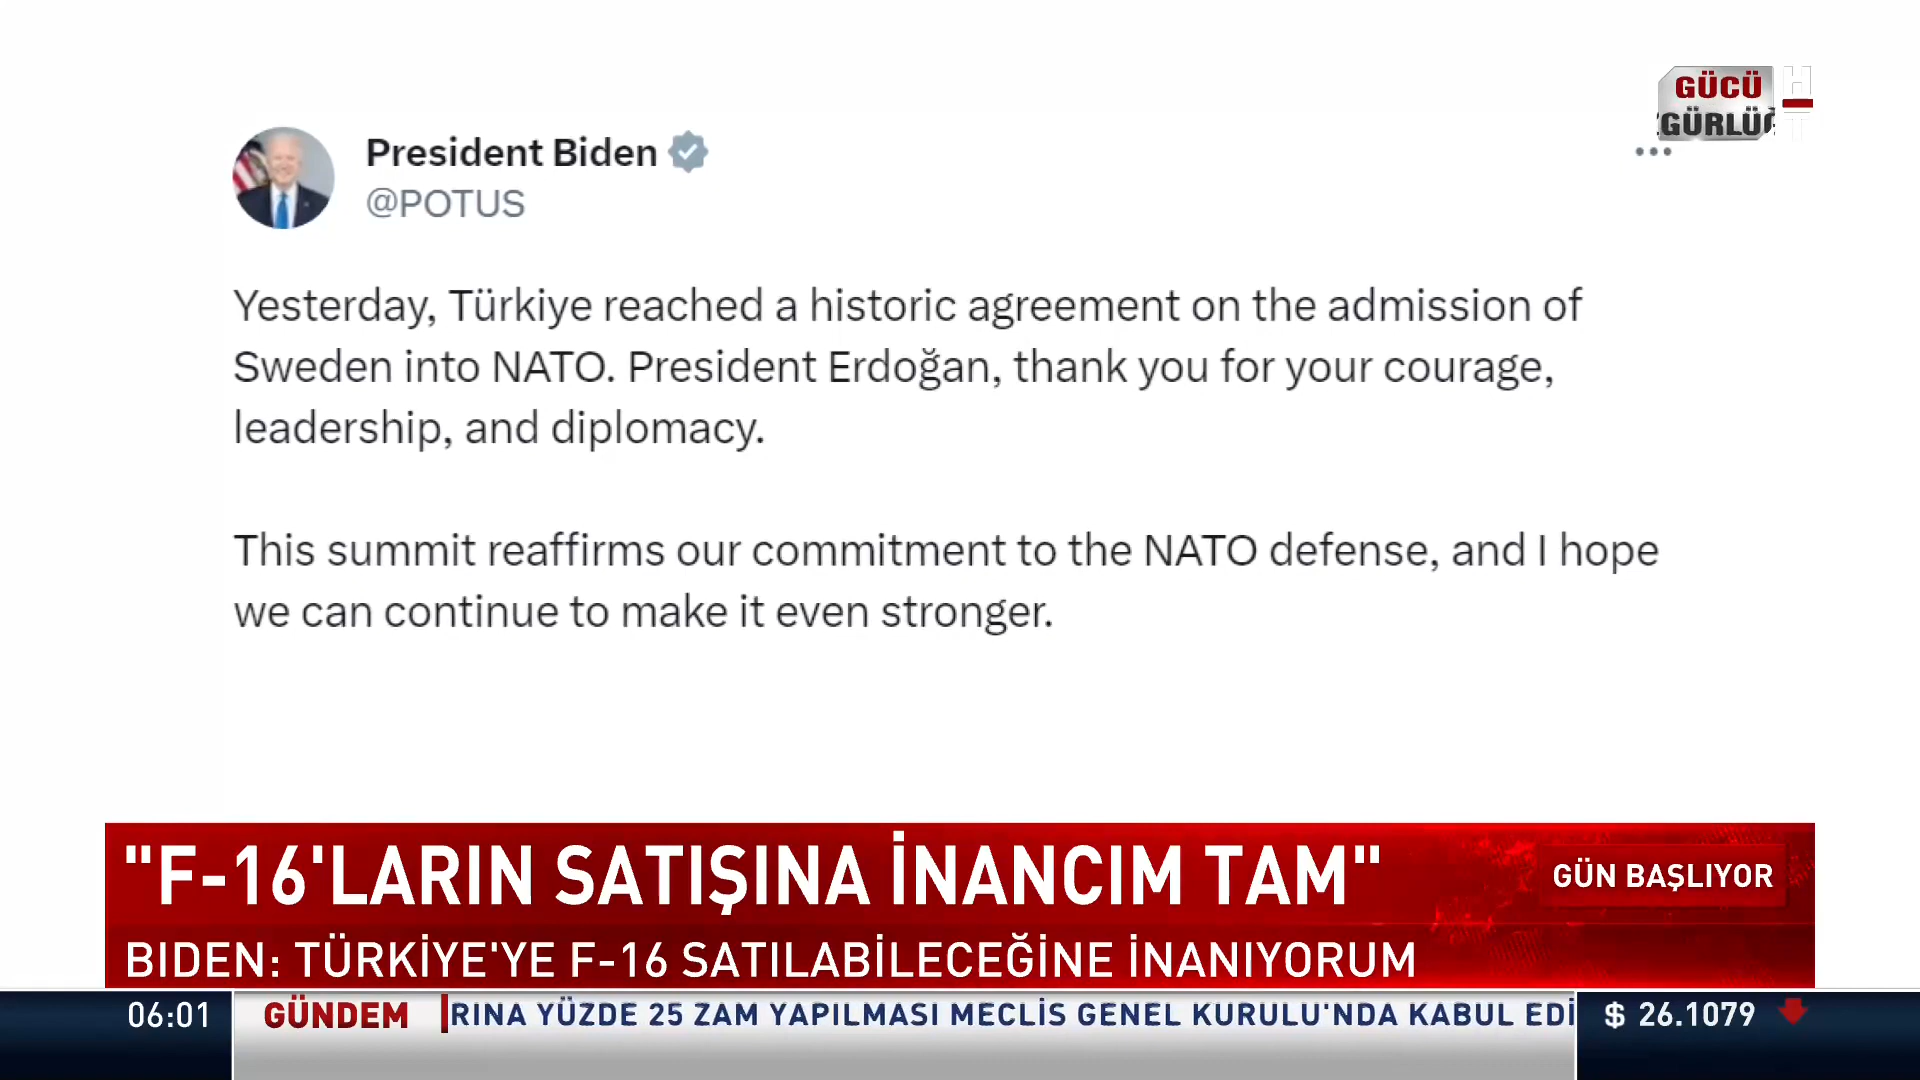 GÜCÜ
GÜRLÜ
HT
President Biden
@POTUS
Yesterday, Türkiye reached a historic agreement on the admission of
Sweden into NATO. President Erdoğan, thank you for your courage,
leadership, and diplomacy.
This summit reaffirms our commitment to the NATO defense, and I hope
we can continue to make it even stronger.
"F-16'LARIN SATIŞINA İNANCIM TAM"
GÜN BAŞLIYOR
BIDEN: TÜRKİYE'YE F-16 SATILABİLECEĞİNE İNANIYORUM
06:01 GÜNDEM RINA YÜZDE 25 ZAM YAPILMASI MECLİS GENEL KURULU'NDA KABUL EDİ $ 26.1079